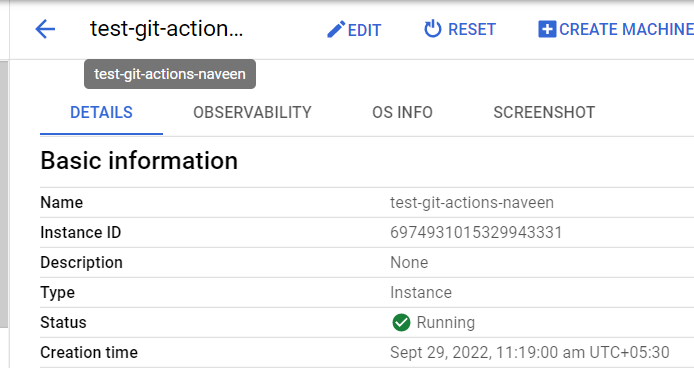 test-git-action... EDIT RESET CREATE MACHINE
test-git-actions-naveen
DETAILS OBSERVABILITY OS INFO SCREENSHOT
Basic information
Name test-git-actions-naveen
Instance ID 6974931015329943331
Description None
Type Instance
Status Running
Creation time Sept 29, 2022, 11:19:00 am UTC+05:30